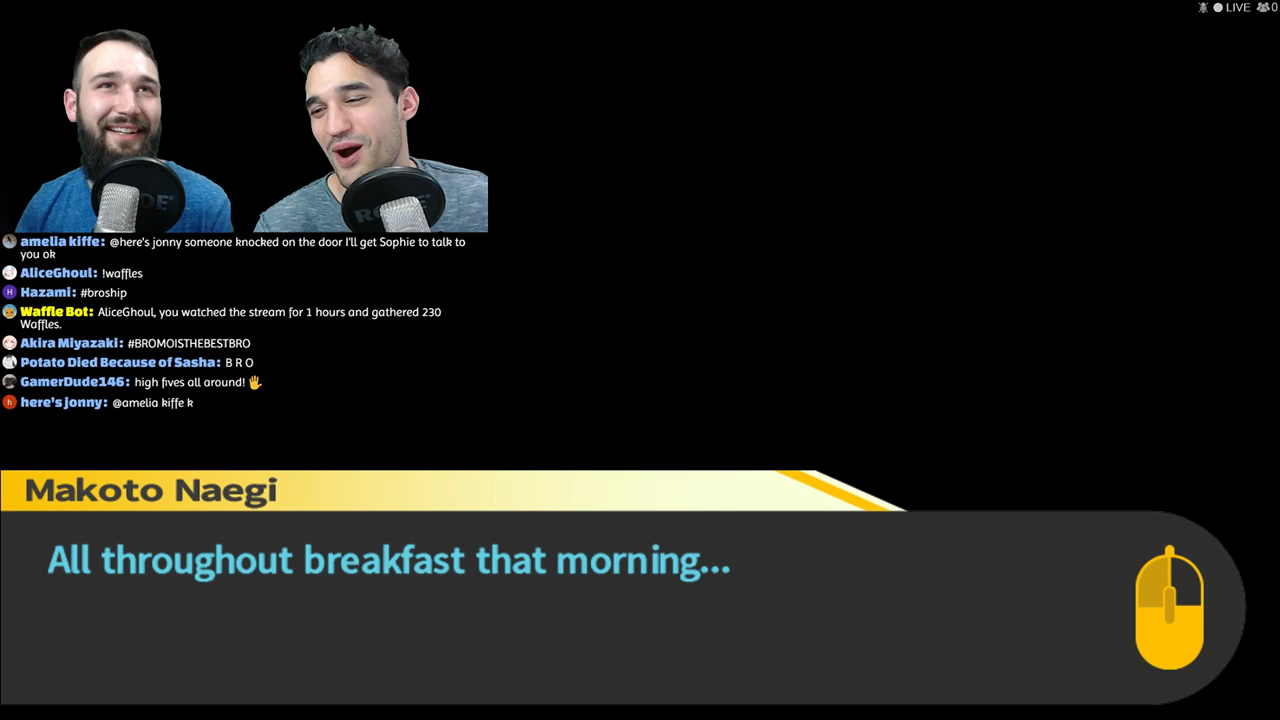 LIVE 0
RODE
amelia kiffe: @here's jonny someone knocked on the door I'll get Sophie to talk to
you ok
AliceGhoul: !waffles
H Hazami: #broship
Waffle Bot: AliceGhoul, you watched the stream for 1 hours and gathered 230
Waffles.
Akira Miyazaki: #BROMOISTHEBESTBRO
Potato Died Because of Sasha: B R O
GamerDude146: high fives all around! 🖐
h here's jonny: @amelia kiffe k
Makoto Naegi
All throughout breakfast that morning...